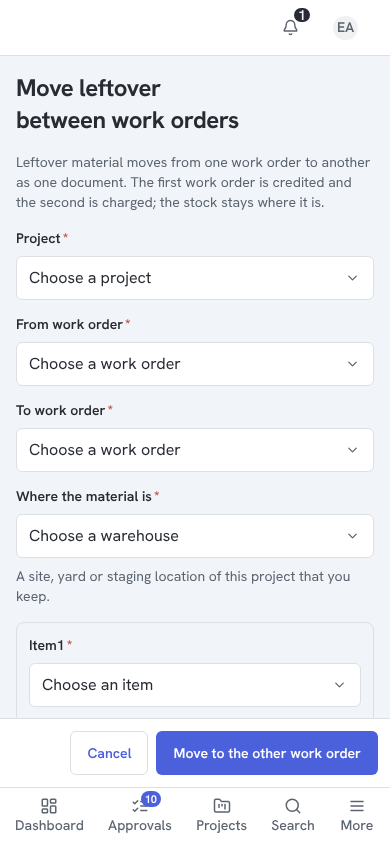 1
EA
Move leftover
between work orders
Leftover material moves from one work order to another
as one document. The first work order is credited and
the second is charged; the stock stays where it is.
Project *
Choose a project
From work order *
Choose a work order
To work order *
Choose a work order
Where the material is *
Choose a warehouse
A site, yard or staging location of this project that you
keep.
Item1 *
Choose an item
Cancel
Move to the other work order
10
Dashboard
Approvals
Projects
Search
More